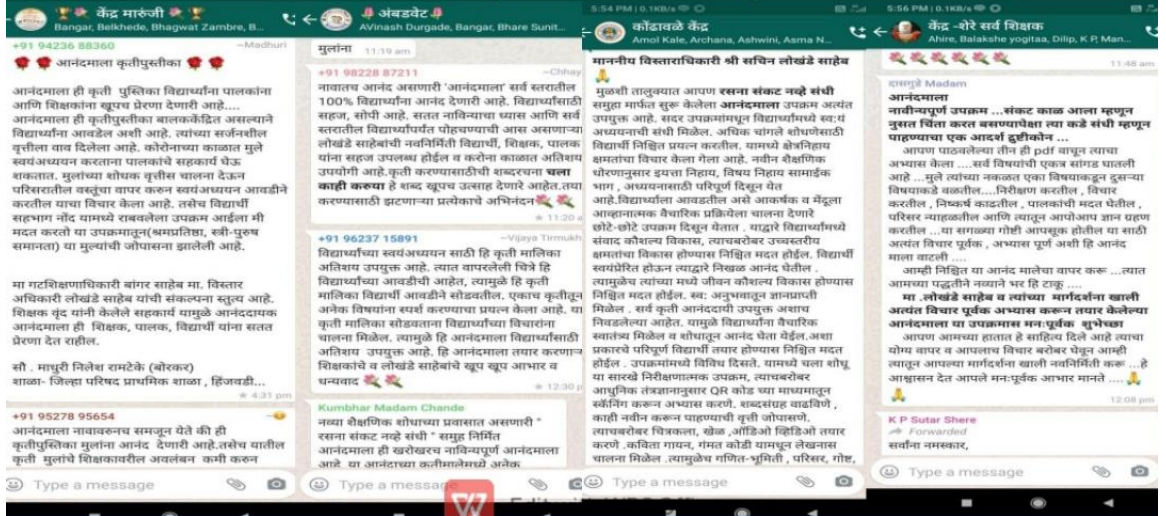 केंद्र मारुंजी
Bangar, Belkhede, Bhagwat Zambre, B...
+91 94236 88360
~Madhuri
🌹🌹 आनंदमाला कृतीपुस्तीका 🌹🌹
आनंदमाला ही कृती पुस्तिका विद्यार्थ्यांना पालकांना
आणि शिक्षकांना खूपच प्रेरणा देणारी आहे....
आनंदमाला ही कृतीपुस्तिका बालककेंद्रित असल्याने
विद्यार्थ्यांना आवडेल अशी आहे. त्यांच्या सर्जनशील
वृत्तीला वाव दिलेला आहे. कोरोनाच्या काळात मुले
स्वयंअध्ययन करताना पालकांचे सहकार्य घेऊ
शकतात. मुलांच्या शोधक वृत्तीस चालना देऊन
परिसरातील वस्तूंचा वापर करुन स्वयंअध्ययन आवडीने
करतील याचा विचार केला आहे. तसेच विद्यार्थी
सहभाग नोंद यामध्ये राबवलेला उपक्रम आईला मी
मदत करतो या उपक्रमातून(श्रमप्रतिष्ठा, स्त्री-पुरुष
समानता) या मुल्यांची जोपासना झालेली आहे.
मा गटशिक्षणाधिकारी बांगर साहेब मा. विस्तार
अधिकारी लोखंडे साहेब यांची संकल्पना स्तुत्य आहे.
शिक्षक वृंद यांनी केलेले सहकार्य यामुळे आनंददायक
आनंदमाला ही शिक्षक, पालक, विद्यार्थी यांना सतत
प्रेरणा देत राहील.
सौ . माधुरी निलेश रामटेके (बोरकर)
शाळा- जिल्हा परिषद प्राथमिक शाळा , हिंजवडी...
4:31 pm
+91 95278 95654
आनंदमाला नावावरुनच समजून येते की ही
कृतीपुस्तिका मुलांना आनंद देणारी आहे.तसेच यातील
कृती मुलांचे शिक्षकावरील अवलंबन कमी करुन
Type a message
अंबडवेट
AVinash Durgade, Bangar, Bhare Sunit...
मुलांना 11:19 am
+91 98228 87211
~Chhay
नावातच आनंद असणारी 'आनंदमाला' सर्व स्तरातील
100% विद्यार्थ्यांना आनंद देणारी आहे. विद्यार्थ्यांसाठी
सहज, सोपी आहे. सतत नाविन्याचा ध्यास आणि सर्व
स्तरातील विद्यार्थ्यांपर्यंत पोहचण्याची आस असणाऱ्या
लोखंडे साहेबांची नवनिर्मिती विद्यार्थी, शिक्षक, पालक
यांना सहज उपलब्ध होईल व करोना काळात अतिशय
उपयोगी आहे.कृती करण्यासाठीची शब्दरचना चला
काही करुया हे शब्द खूपच उत्साह देणारे आहेत.तया
करण्यासाठी झटणाऱ्या प्रत्येकाचे अभिनंदन
11:20 a
+91 96237 15891
~Vijaya Tirmukh
विद्यार्थ्यांच्या स्वयंअध्ययन साठी हि कृती मालिका
अतिशय उपयुक्त आहे. त्यात वापरलेली चित्रे हि
विद्यार्थ्यांच्या आवडीची आहेत, त्यामुळे हि कृती
मालिका विद्यार्थी आवडीने सोडवतील. एकाच कृतीतून
अनेक विषयांना स्पर्श करण्याचा प्रयत्न केला आहे. या
कृती मालिका सोडवताना विद्यार्थ्यांच्या विचारांना
चालना मिळेल. त्यामुळे हि आनंदमाला विद्यार्थ्यांसाठी
अतिशय उपयुक्त आहे. हि आनंदमाला तयार करणाऱ्
शिक्षकांचे व लोखंडे साहेबांचे खूप खूप आभार व
धन्यवाद
12:30 p
Kumbhar Madam Chande
नव्या शैक्षणिक शोधाच्या प्रवासात असणारी "
रसना संकट नव्हे संधी " समुह निर्मित
आनंदमाला ही खरोखरच नाविन्यपूर्ण आनंदमाला
आहे. या आनंदाच्या कृतीमालेमध्ये अनेक
Type a message
5:54 PM | 0.1KB/s
कोंढावळे केंद्र
Amol Kale, Archana, Ashwini, Asma N...
माननीय विस्ताराधिकारी श्री सचिन लोखंडे साहेब
🙏
मुळशी तालुक्यात आपण रसना संकट नव्हे संधी
समुहा मार्फत सुरू केलेला आनंदमाला उपक्रम अत्यंत
उपयुक्त आहे. सदर उपक्रमांमधून विद्यार्थ्यांमध्ये स्व:यं
अध्ययनाची संधी मिळेल. अधिक चांगले शोधणेसाठी
विद्यार्थी निश्चित प्रयत्न करतील. यामध्ये क्षेत्रनिहाय
क्षमतांचा विचार केला गेला आहे. नवीन शैक्षणिक
धोरणानुसार इयत्ता निहाय, विषय निहाय सामाईक
भाग , अध्ययनासाठी परिपूर्ण दिसून येत
आहे.विद्यार्थ्यांला आवडतील असे आकर्षक व मेंदूला
आव्हानात्मक वैचारिक प्रक्रियेला चालना देणारे
छोटे-छोटे उपक्रम दिसून येतात . याद्वारे विद्यार्थ्यांमध्ये
संवाद कौशल्य विकास, त्याचबरोबर उच्चस्तरीय
क्षमतांचा विकास होण्यास निश्चित मदत होईल. विद्यार्थी
स्वयंप्रेरित होऊन त्याद्वारे निखळ आनंद घेतील .
त्यामुळेच त्यांच्या मध्ये जीवन कौशल्य विकास होण्यास
निश्चित मदत होईल. स्व: अनुभवातून ज्ञानप्राप्ती
मिळेल . सर्व कृती आनंददायी उपयुक्त अशाच
निवडलेल्या आहेत. यामुळे विद्यार्थ्यांना वैचारिक
स्वातंत्र्य मिळेल व शोधातून आनंद घेता येईल.अशा
प्रकारचे परिपूर्ण विद्यार्थी तयार होण्यास निश्चित मदत
होईल . उपक्रमांमध्ये विविध दिसते. यामध्ये चला शोधू
या सारखे निरीक्षणात्मक उपक्रम, त्याचबरोबर
आधुनिक तंत्रज्ञानानुसार QR कोड च्या माध्यमातून
स्कॅनिंग करून अभ्यास करणे. शब्दसंग्रह वाढविणे ,
काही नवीन करून पाहण्याची वृत्ती जोपासणे.
त्याचबरोबर चित्रकला, खेळ ,ऑडिओ व्हिडिओ तयार
करणे .कविता गायन, गंमत कोडी यामधून लेखनास
चालना मिळेल .त्यामुळेच गणित-भूमिती , परिसर, गोष्ट,
Type a message
5:56 PM | 0.1KB/s
केंद्र -शेरे सर्व शिक्षक
Ahire, Balakshe yogitaa, Dilip, K P, Man...
11:48 am
दासगुडे Madam
आनंदमाला
नावीन्यपूर्ण उपक्रम ...संकट काळ आला म्हणून
नुसत चिंता करत बसण्यापेक्षा त्या कडे संधी म्हणून
पाहण्याचा एक आदर्श दृष्टीकोन ...
आपण पाठवलेल्या तीन ही pdf वाचून त्याचा
अभ्यास केला ....सर्व विषयांची एकत्र सांगड घातली
आहे ...मुले त्यांच्या नकळत एका विषयाकडून दुसऱ्या
विषयाकडे वळतील....निरीक्षण करतील , विचार
करतील , निष्कर्ष काढतील , पालकांची मदत घेतील ,
परिसर न्याहळतील आणि त्यातून आपोआप ज्ञान ग्रहण
करतील ...या सगळ्या गोष्टी आपसूक होतील या साठी
अत्यंत विचार पूर्वक , अभ्यास पूर्ण अशी हि आनंद
माला वाटली ....
आम्ही निश्चित या आनंद मालेचा वापर करू ...त्यात
आमच्या पद्धतीने नव्याने भर हि टाकू ....
मा .लोखंडे साहेब व त्यांच्या मार्गदर्शना खाली
अत्यंत विचार पूर्वक अभ्यास करून तयार केलेल्या
आनंदमाला या उपक्रमास मनःपूर्वक शुभेच्छा
आपण आमच्या हातात हे साहित्य दिले आहे त्याचा
योग्य वापर व आपलाच विचार बरोबर घेवून आम्ही
त्यातून आपल्या मार्गदर्शना खाली नवनिर्मिती करू ...हे
आश्वासन देत आपले मनःपूर्वक आभार मानते ....🙏
🙏
12:08 pm
K P Sutar Shere
Forwarded
सर्वांना नमस्कार,
Type a message